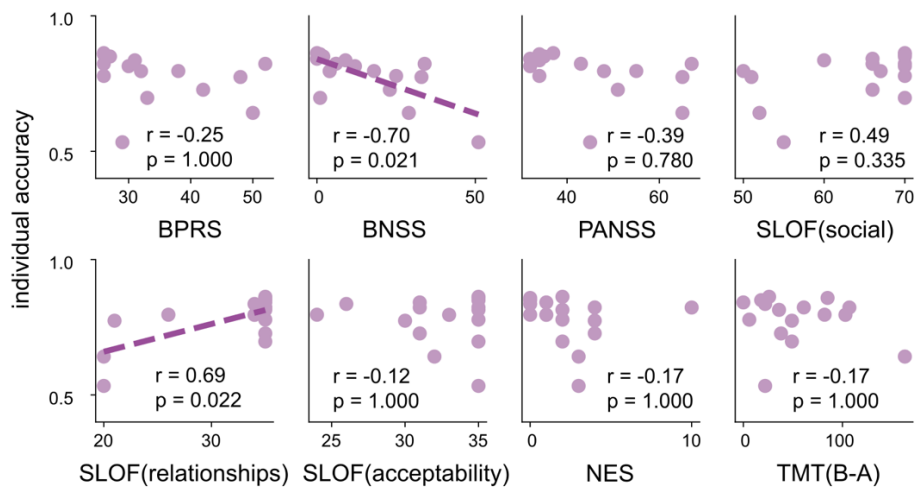 individual accuracy
1.0
0.5
r = -0.25
p = 1.000
30 40 50
BPRS
r = -0.70
p = 0.021
0 50
BNSS
r = -0.39
p = 0.780
40 60
PANSS
r = 0.49
p = 0.335
50 60 70
SLOF(social)
1.0
0.5
r = 0.69
p = 0.022
20 30
SLOF(relationships)
r = -0.12
p = 1.000
25 30 35
SLOF(acceptability)
r = -0.17
p = 1.000
0 10
NES
r = -0.17
p = 1.000
0 100
TMT(B-A)